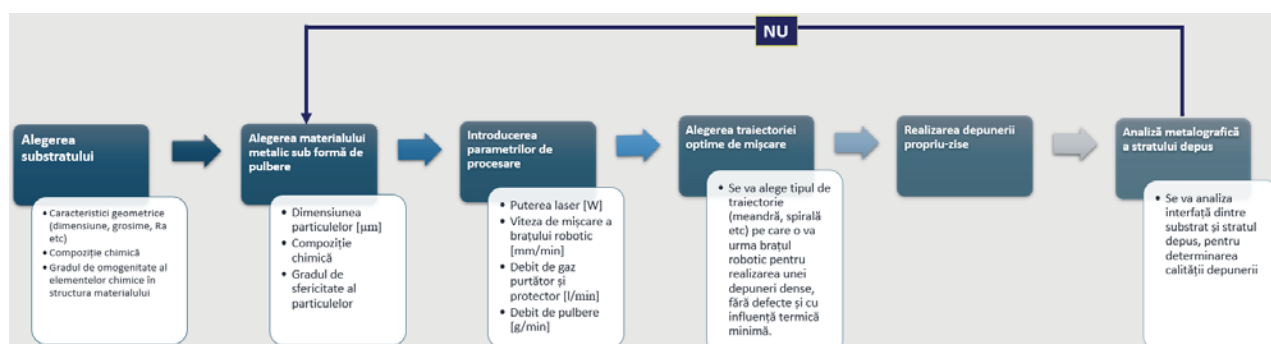 NU
Alegerea
substratului
• Caracteristici geometrice
(dimensiune, grosime, Ra
etc)
• Compoziție chimică
• Gradul de omogenitate al
elementelor chimice în
structura materialului
Alegerea materialului
metalic sub formă de
pulbere
• Dimensiunea
particulelor [µm]
• Compoziție
chimică
• Gradul de
sfericitate al
particulelor
Introducerea
parametrilor de
procesare
• Puterea laser [W]
• Viteza de mișcare a
brațului robotic
[mm/min]
• Debit de gaz
purtător și
protector [l/min]
• Debit de pulbere
[g/min]
Alegerea traiectoriei
optime de mișcare
• Se va alege tipul de
traiectorie
(meandră, spirală
etc) pe care o va
urma brațul
robotic pentru
realizarea unei
depuneri dense,
fără defecte și cu
influență termică
minimă.
Realizarea depunerii
propriu-zise
Analiză metalografică
a stratului depus
• Se va analiza
interfață dintre
substrat și stratul
depus, pentru
determinarea
calității depunerii